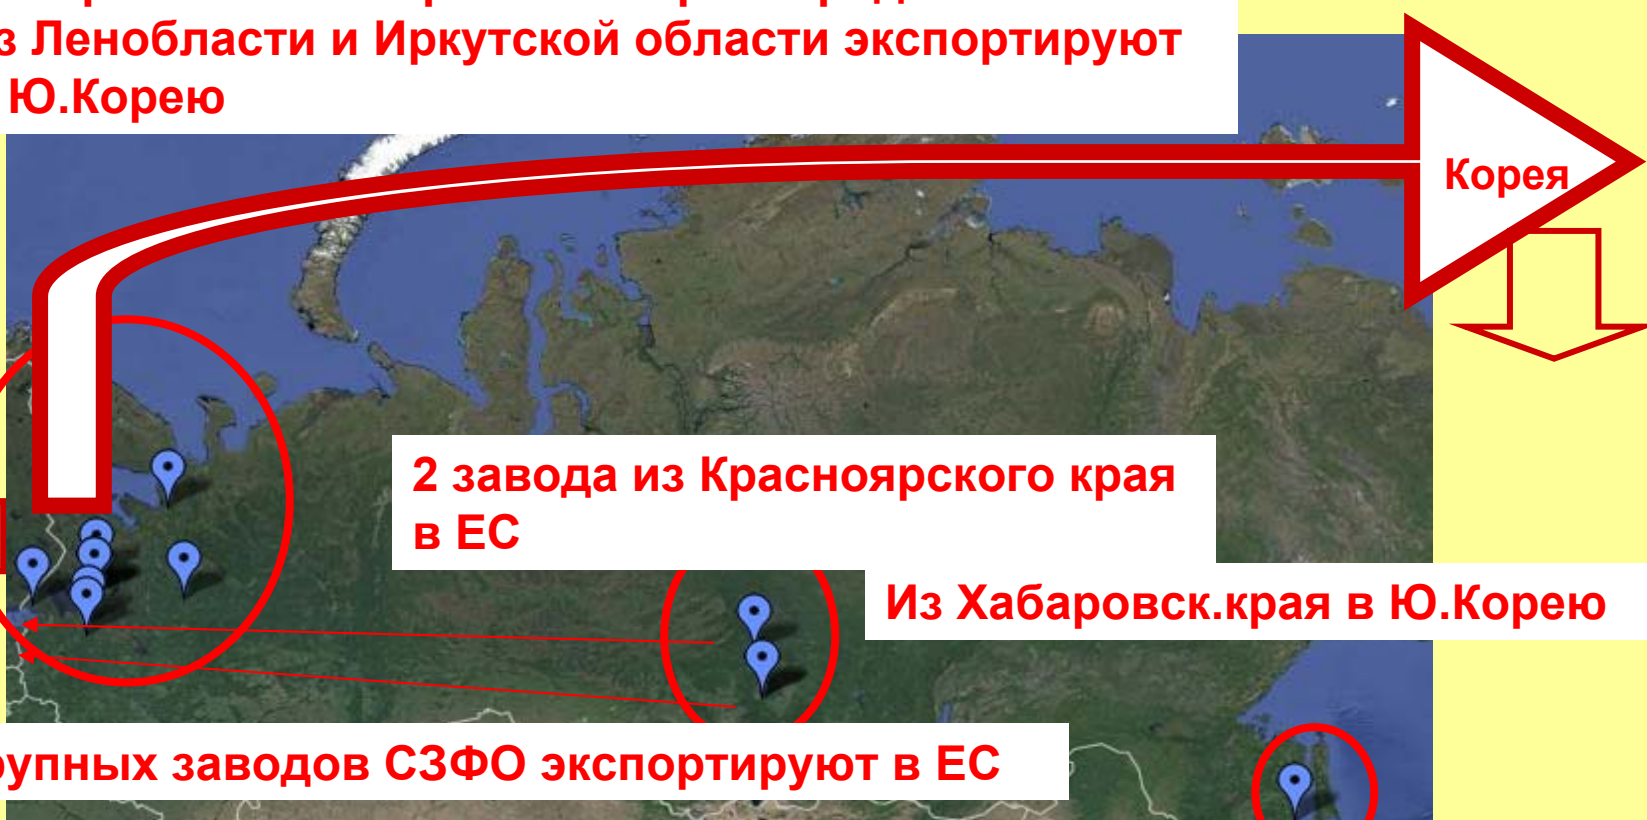 з Ленобласти и Иркутской области экспортируют
Ю.Корею
Корея
2 завода из Красноярского края
в ЕС
Из Хабаровск.края в Ю.Корею
рупных заводов СЗФО экспортируют в ЕС